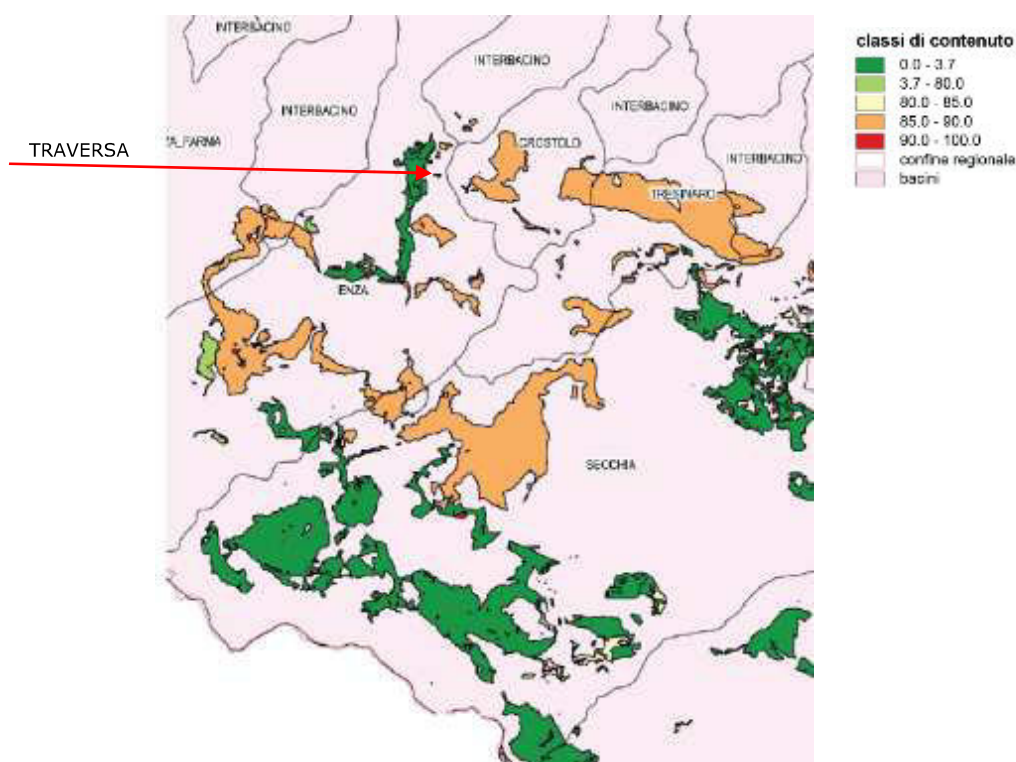 INTERBACINO
INTERBACINO
INTERBACINO
INTERBACINO
INTERBACINO
CROSTOLO
TRAVERSA
TRESINARO
ENZA
SECCHIA
classi di contenuto
0.0 - 3.7
3.7 - 80.0
80.0 - 85.0
85.0 - 90.0
90.0 - 100.0
confine regionale
bacini